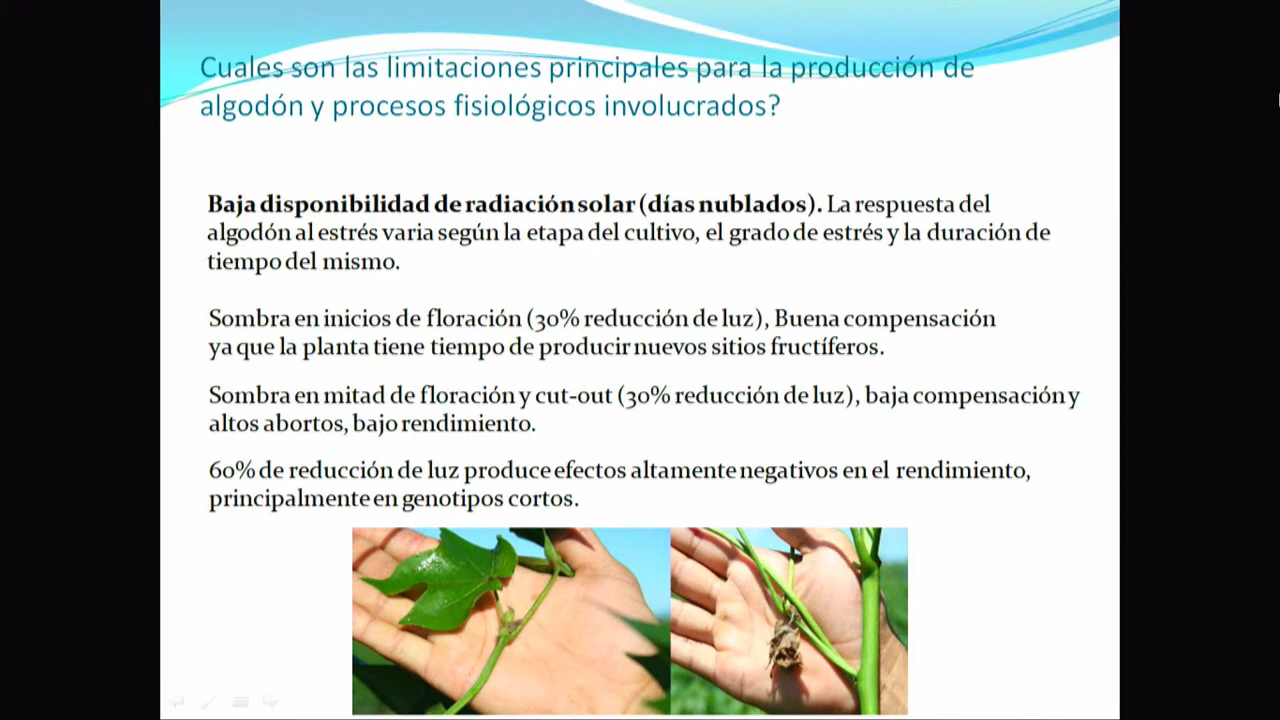 Cuales son las limitaciones principales para la producción de
algodón y procesos fisiológicos involucrados?
Baja disponibilidad de radiación solar (días nublados). La respuesta del
algodón al estrés varia según la etapa del cultivo, el grado de estrés y la duración de
tiempo del mismo.
Sombra en inicios de floración (30% reducción de luz), Buena compensación
ya que la planta tiene tiempo de producir nuevos sitios fructíferos.
Sombra en mitad de floración y cut-out (30% reducción de luz), baja compensación y
altos abortos, bajo rendimiento.
60% de reducción de luz produce efectos altamente negativos en el rendimiento,
principalmente en genotipos cortos.